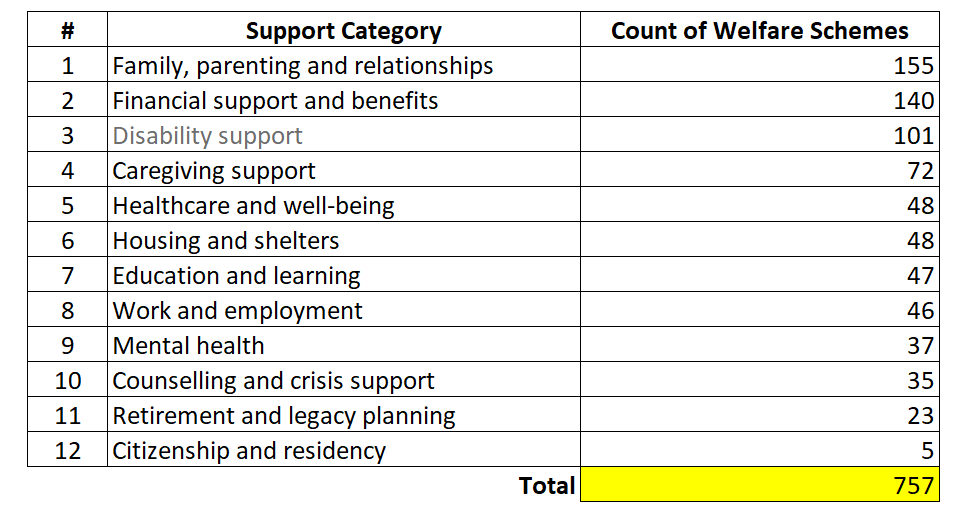 # Support Category Count of Welfare Schemes
1 Family, parenting and relationships 155
2 Financial support and benefits 140
3 Disability support 101
4 Caregiving support 72
5 Healthcare and well-being 48
6 Housing and shelters 48
7 Education and learning 47
8 Work and employment 46
9 Mental health 37
10 Counselling and crisis support 35
11 Retirement and legacy planning 23
12 Citizenship and residency 5
Total 757